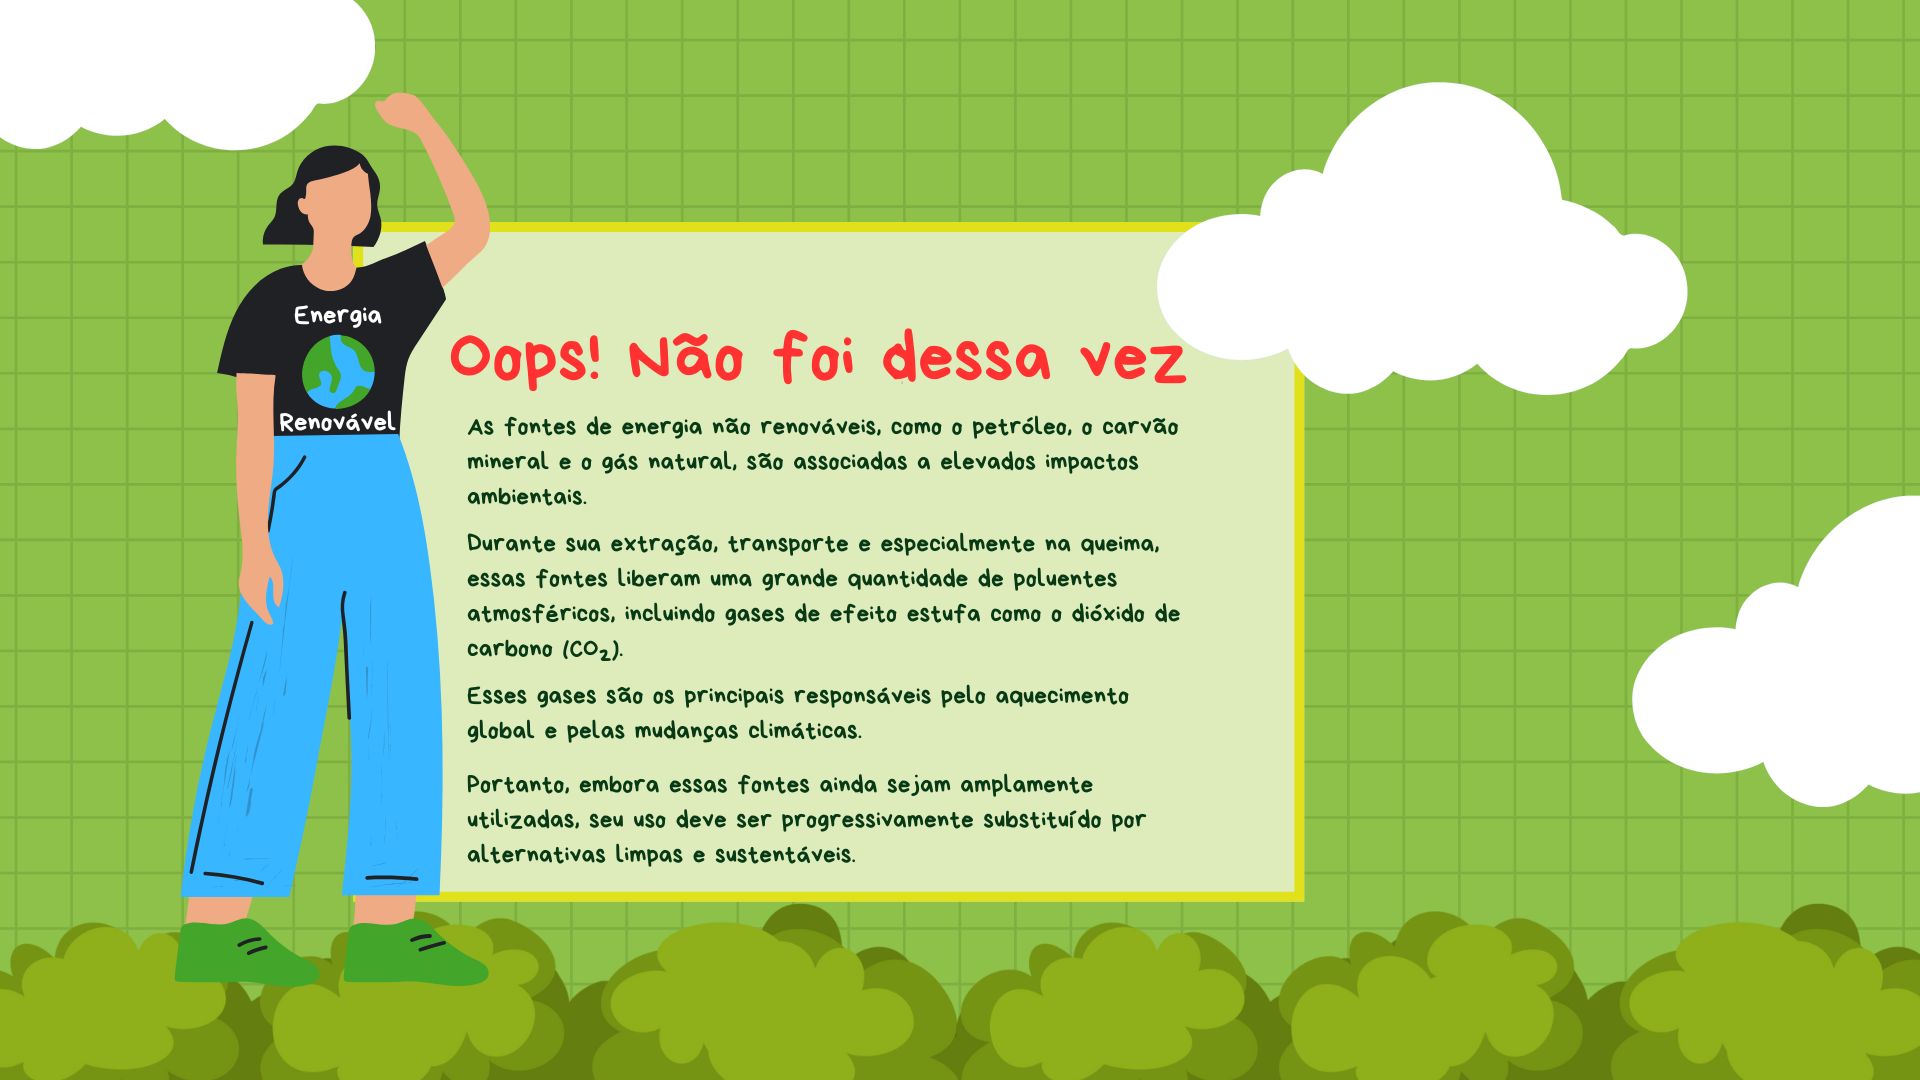 Energia
Renovável
Oops! Não foi dessa vez
As fontes de energia não renováveis, como o petróleo, o carvão
mineral e o gás natural, são associadas a elevados impactos
ambientais.
Durante sua extração, transporte e especialmente na queima,
essas fontes liberam uma grande quantidade de poluentes
atmosféricos, incluindo gases de efeito estufa como o dióxido de
carbono (CO₂).
Esses gases são os principais responsáveis pelo aquecimento
global e pelas mudanças climáticas.
Portanto, embora essas fontes ainda sejam amplamente
utilizadas, seu uso deve ser progressivamente substituído por
alternativas limpas e sustentáveis.